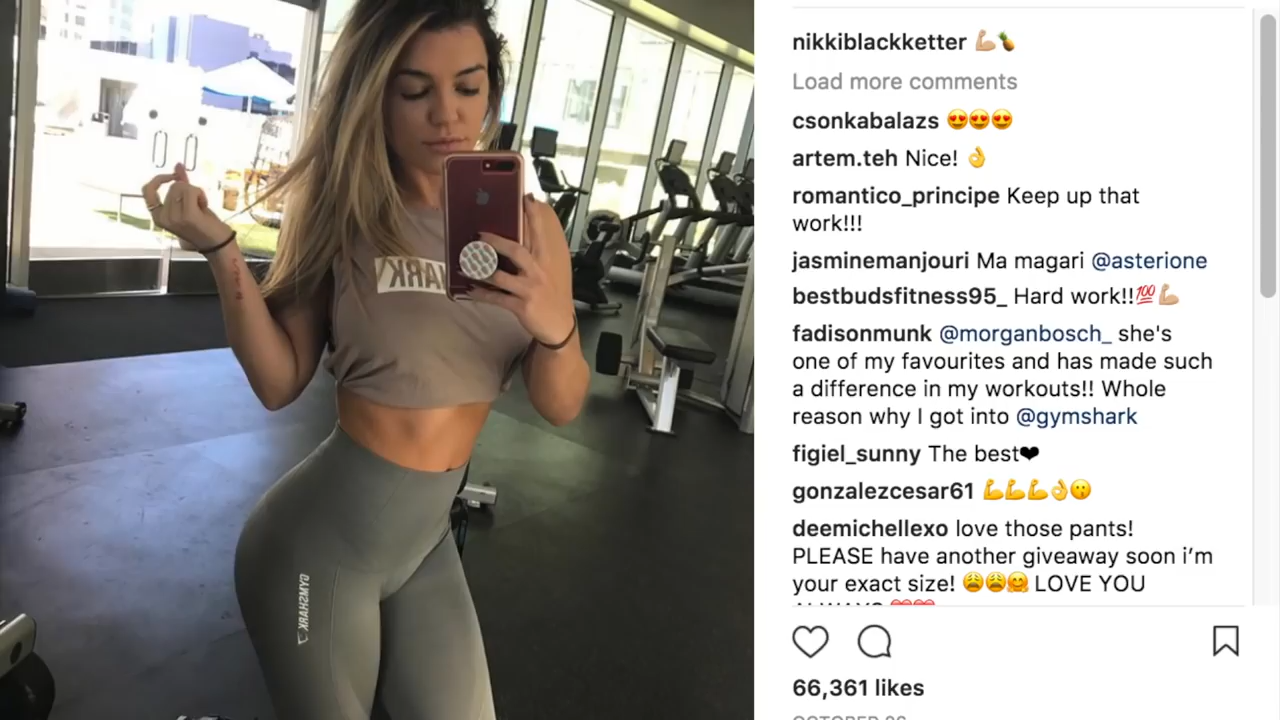 nikkiblackketter 💪🏼🍍
Load more comments
csonkabalazs 😍😍😍
artem.teh Nice! 👌
romantico_principe Keep up that
work!!!
jasminemanjouri Ma magari @asterione
bestbudsfitness95_ Hard work!!💯💪🏼
fadisonmunk @morganbosch_ she's
one of my favourites and has made such
a difference in my workouts!! Whole
reason why I got into @gymshark
figiel_sunny The best❤
gonzalezcesar61 💪💪💪👌😗
deemichellexo love those pants!
PLEASE have another giveaway soon i’m
your exact size! 😩😩🤗 LOVE YOU
66,361 likes
GYMSHARK